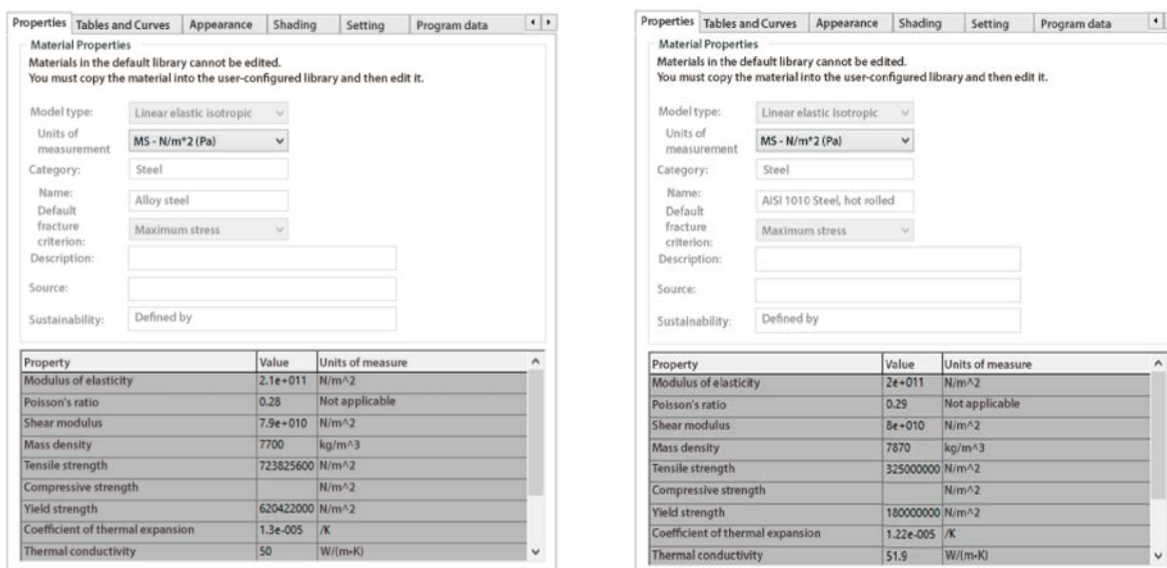 Properties Tables and Curves Appearance Shading Setting Program data
Material Properties
Materials in the default library cannot be edited.
You must copy the material into the user-configured library and then edit it.
Model type: Linear elastic isotropic
Units of measurement MS - N/m*2 (Pa)
Category: Steel
Name: Alloy steel
Default fracture criterion: Maximum stress
Description:
Source:
Sustainability: Defined by
Property Value Units of measure
Modulus of elasticity 2.1e+011 N/m^2
Poisson's ratio 0.28 Not applicable
Shear modulus 7.9e+010 N/m^2
Mass density 7700 kg/m^3
Tensile strength 723825600 N/m^2
Compressive strength N/m^2
Yield strength 620422000 N/m^2
Coefficient of thermal expansion 1.3e-005 /K
Thermal conductivity 50 W/(m•K)
Properties Tables and Curves Appearance Shading Setting Program data
Material Properties
Materials in the default library cannot be edited.
You must copy the material into the user-configured library and then edit it.
Model type: Linear elastic isotropic
Units of measurement MS - N/m*2 (Pa)
Category: Steel
Name: AISI 1010 Steel, hot rolled
Default fracture criterion: Maximum stress
Description:
Source:
Sustainability: Defined by
Property Value Units of measure
Modulus of elasticity 2e+011 N/m^2
Poisson's ratio 0.29 Not applicable
Shear modulus 8e+010 N/m^2
Mass density 7870 kg/m^3
Tensile strength 325000000 N/m^2
Compressive strength N/m^2
Yield strength 180000000 N/m^2
Coefficient of thermal expansion 1.22e-005 /K
Thermal conductivity 51.9 W/(m•K)